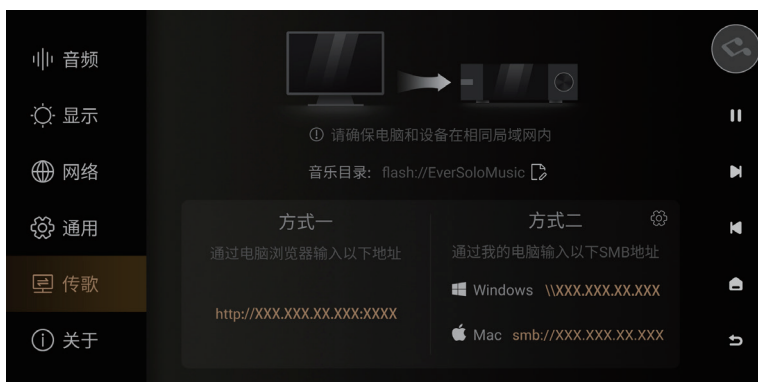 音频
显示
网络
通用
传歌
关于
请确保电脑和设备在相同局域网内
音乐目录: flash://EverSoloMusic
方式一
通过电脑浏览器输入以下地址
http://XXX.XXX.XX.XXX:XXXX
方式二
通过我的电脑输入以下SMB地址
Windows \\XXX.XXX.XX.XXX
Mac smb://XXX.XXX.XX.XXX